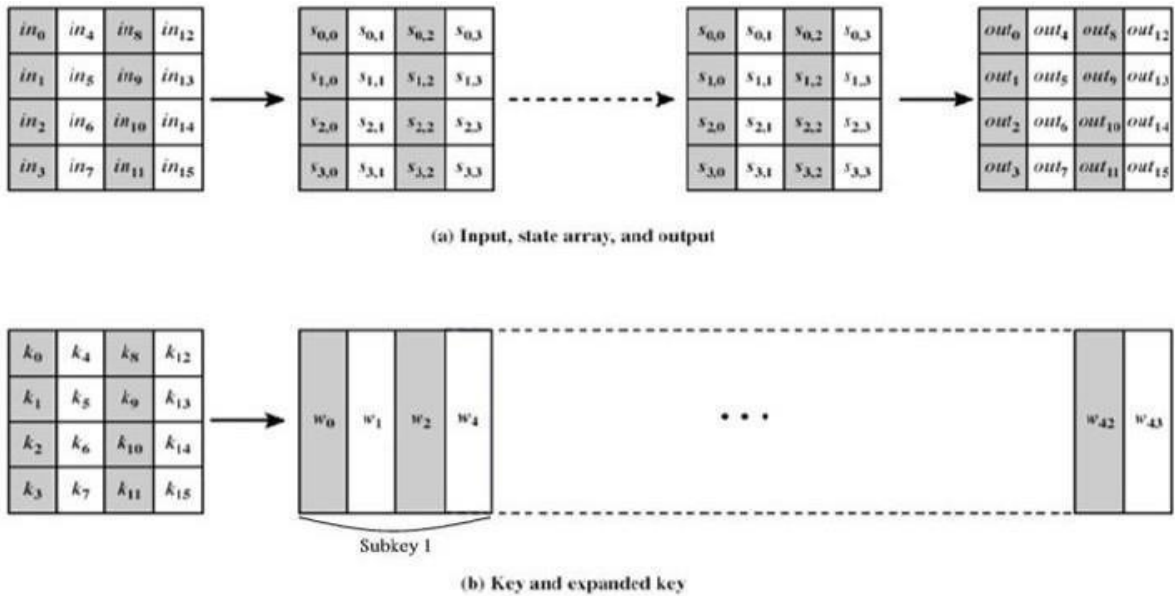 in₀ in₄ in₈ in₁₂ s₀,₀ s₀,₁ s₀,₂ s₀,₃ s₀,₀ s₀,₁ s₀,₂ s₀,₃ out₀ out₄ out₈ out₁₂
in₁ in₅ in₉ in₁₃ s₁,₀ s₁,₁ s₁,₂ s₁,₃ s₁,₀ s₁,₁ s₁,₂ s₁,₃ out₁ out₅ out₉ out₁₃
in₂ in₆ in₁₀ in₁₄ s₂,₀ s₂,₁ s₂,₂ s₂,₃ s₂,₀ s₂,₁ s₂,₂ s₂,₃ out₂ out₆ out₁₀ out₁₄
in₃ in₇ in₁₁ in₁₅ s₃,₀ s₃,₁ s₃,₂ s₃,₃ s₃,₀ s₃,₁ s₃,₂ s₃,₃ out₃ out₇ out₁₁ out₁₅
(a) Input, state array, and output
k₀ k₄ k₈ k₁₂
k₁ k₅ k₉ k₁₃
w₀ w₁ w₂ w₄ • • • w₄₂ w₄₃
k₂ k₆ k₁₀ k₁₄
k₃ k₇ k₁₁ k₁₅
Subkey 1
(b) Key and expanded key